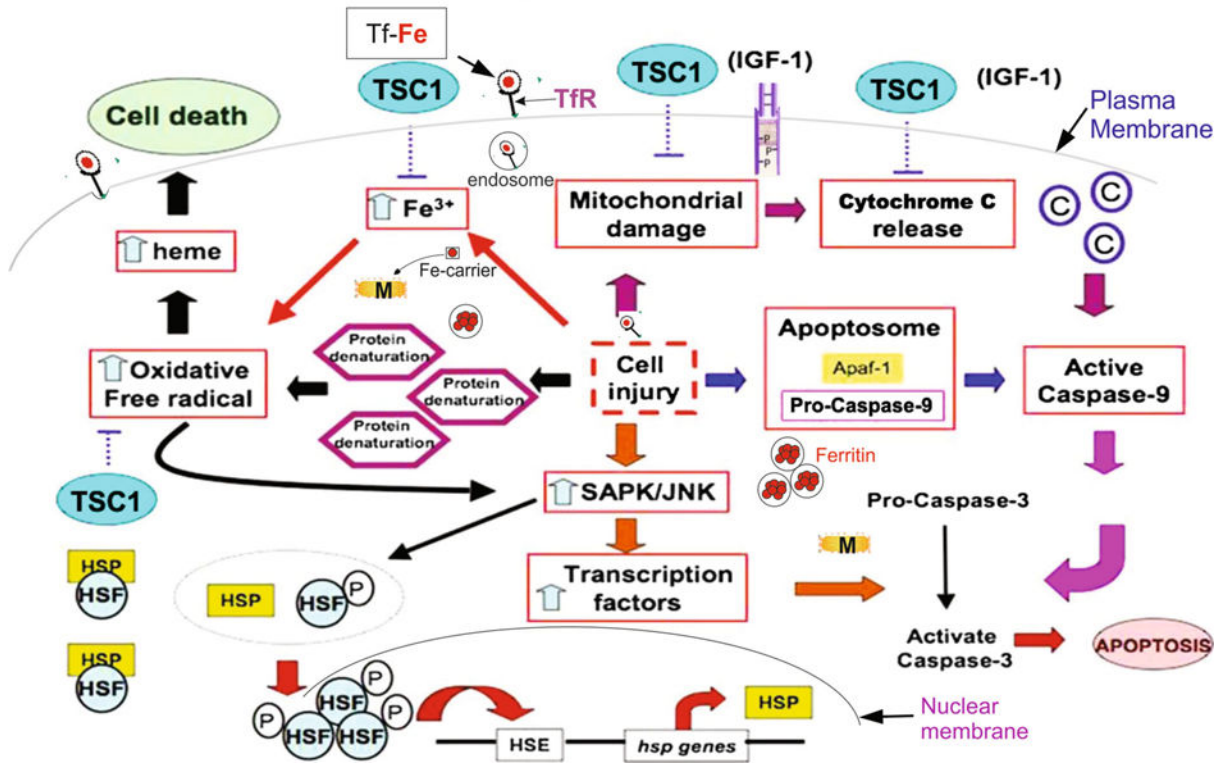 Tf-Fe
TSC1
TfR
TSC1
(IGF-1)
TSC1
(IGF-1)
Plasma
Membrane
Cell death
endosome
Fe3+
Mitochondrial
damage
Cytochrome C
release
C
C
C
heme
Fe-carrier
M
Oxidative
Free radical
Protein
denaturation
Protein
denaturation
Protein
denaturation
Cell
injury
Apoptosome
Apaf-1
Pro-Caspase-9
Active
Caspase-9
TSC1
SAPK/JNK
Ferritin
Pro-Caspase-3
M
HSP
HSF
HSP
HSF
HSP
HSF
P
Transcription
factors
Activate
Caspase-3
APOPTOSIS
P
HSF
P
HSF
HSF
P
HSE
hsp genes
HSP
Nuclear
membrane
P
P
P